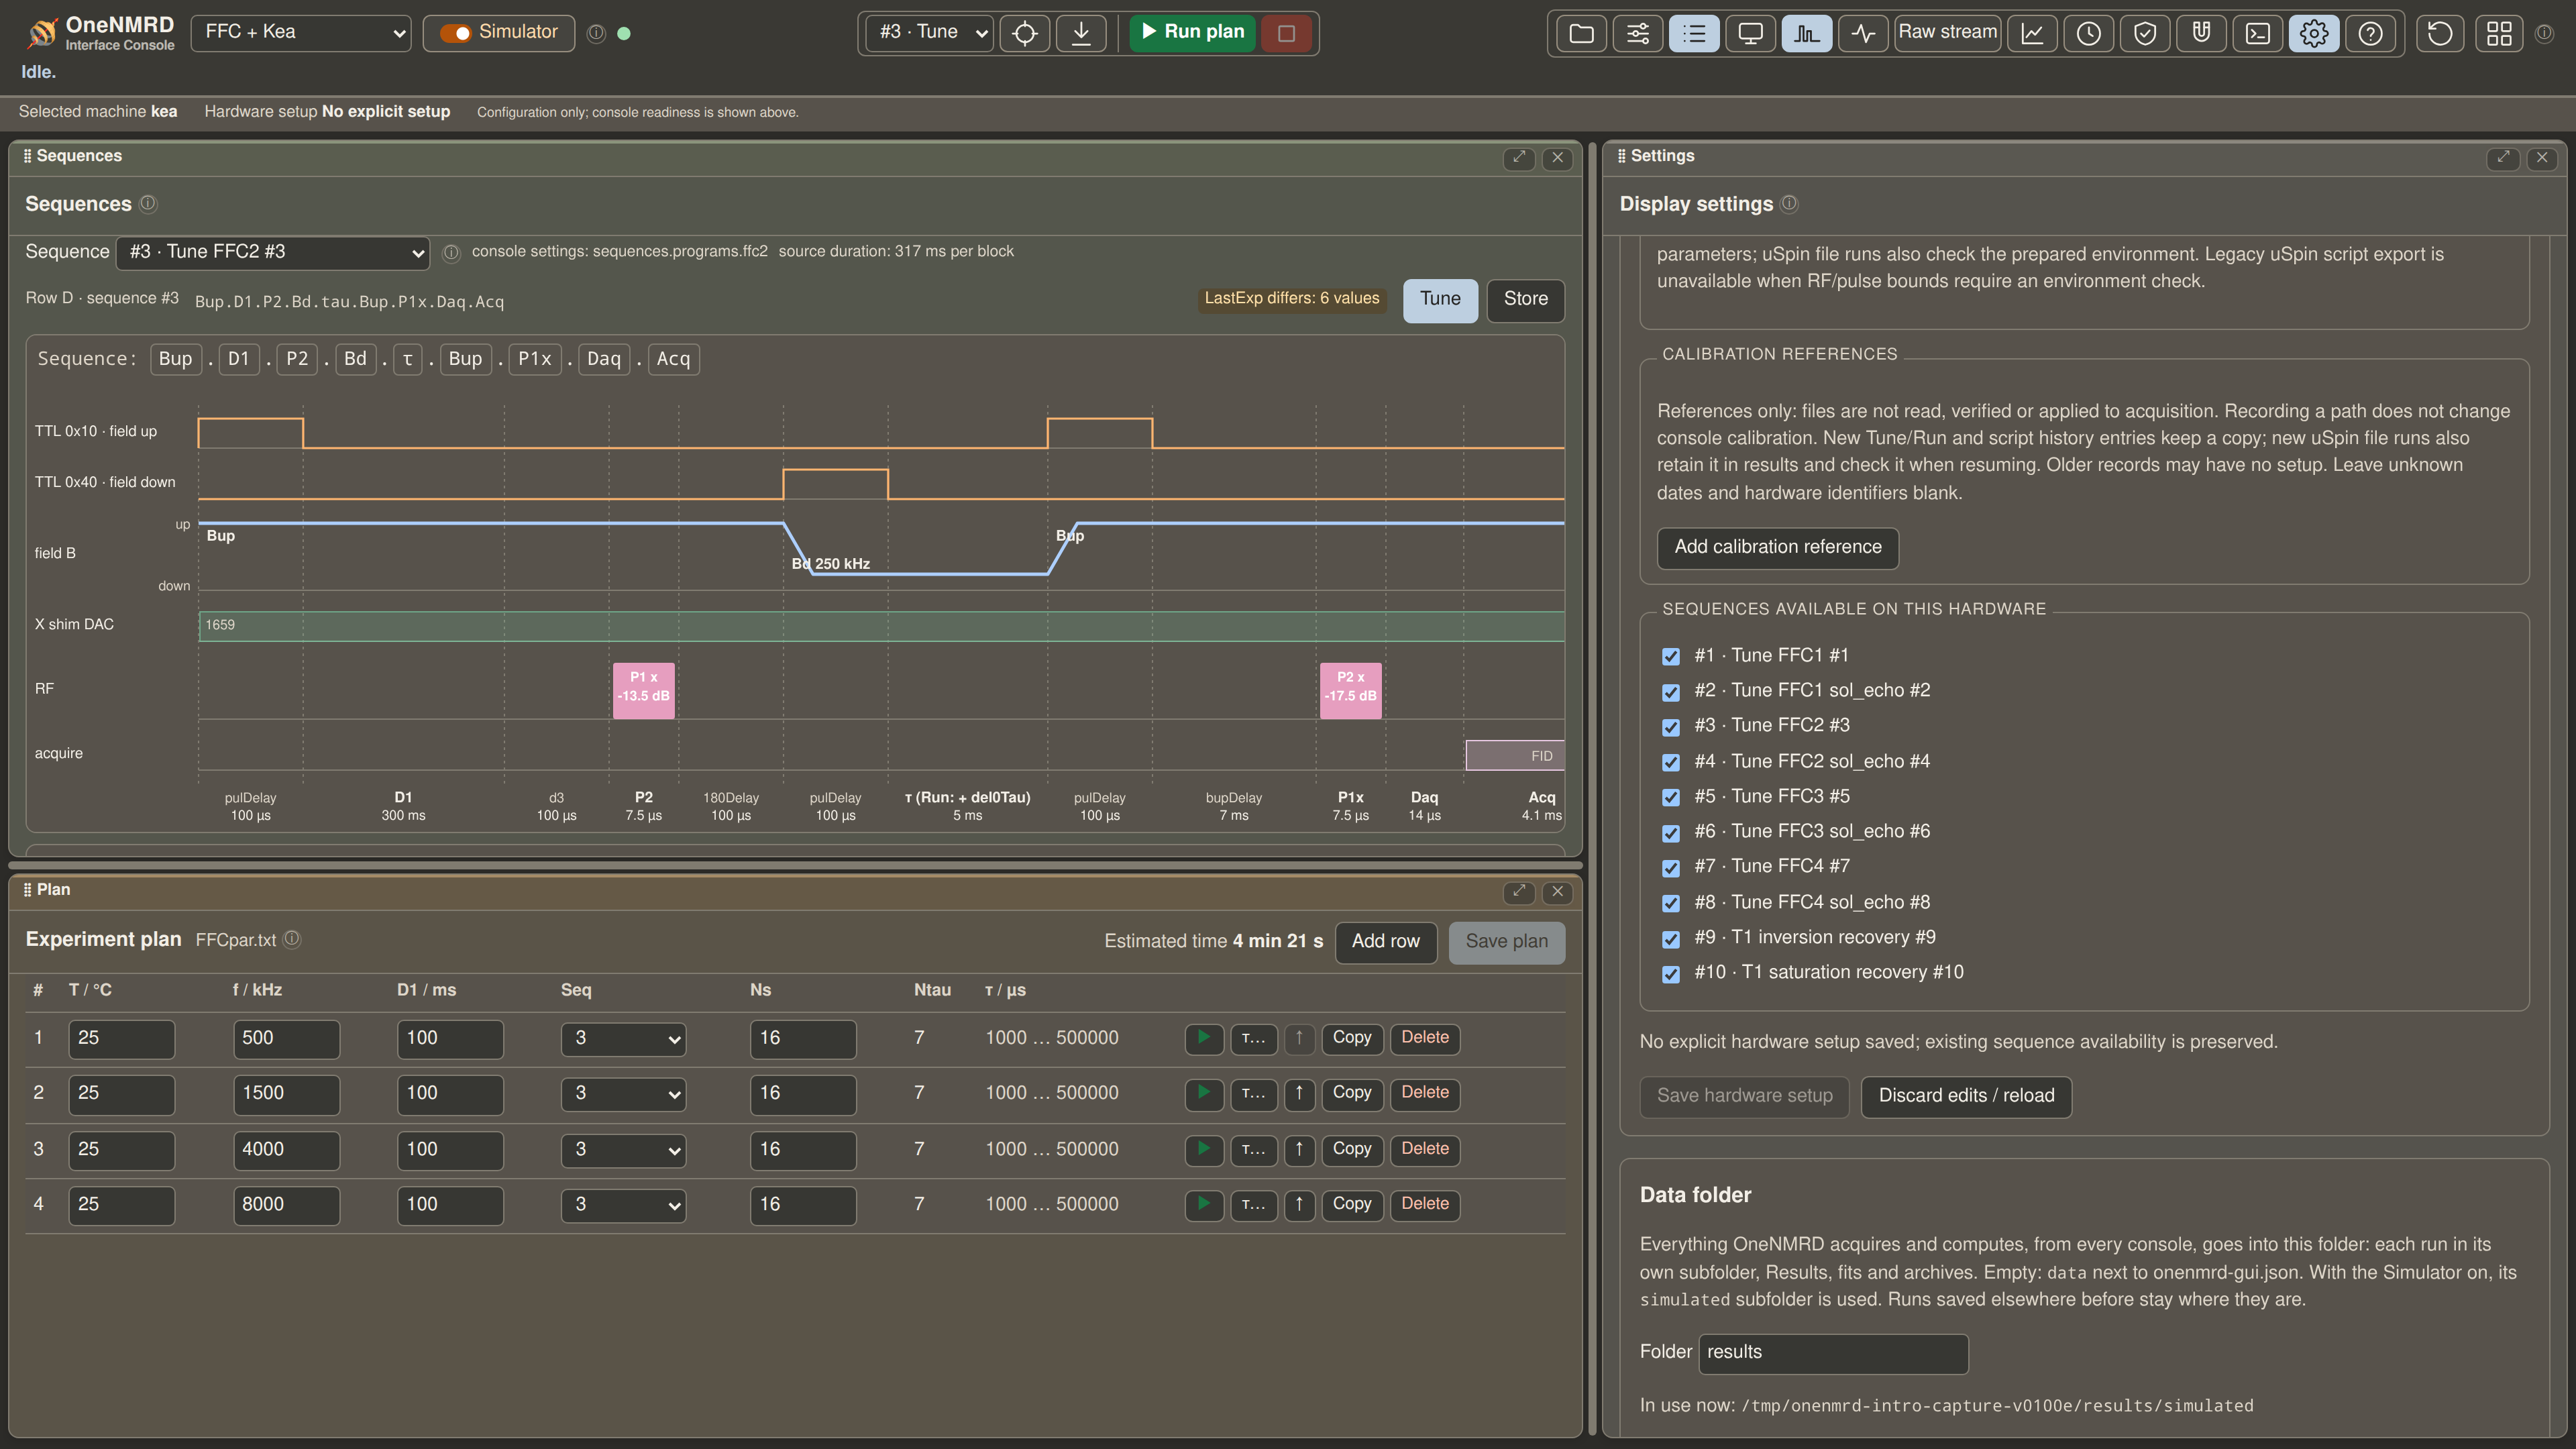 OneNMRD
Interface Console
FFC + Kea
Simulator
#3 · Tune
Run plan
Raw stream
Idle.
Selected machine kea Hardware setup No explicit setup Configuration only; console readiness is shown above.
Sequences
Sequences
Sequence #3 · Tune FFC2 #3 console settings: sequences.programs.ffc2 source duration: 317 ms per block
Row D · sequence #3 Bup.D1.P2.Bd.tau.Bup.P1x.Daq.Acq
LastExp differs: 6 values Tune Store
Sequence: Bup . D1 . P2 . Bd . τ . Bup . P1x . Daq . Acq
TTL 0x10 · field up
TTL 0x40 · field down
up
Bup Bup
field B
Bd 250 kHz
down
X shim DAC 1659
RF
P1 x
-13.5 dB
P2 x
-17.5 dB
acquire
FID
pulDelay D1 d3 P2 180Delay pulDelay τ (Run: + del0Tau) pulDelay bupDelay P1x Daq Acq
100 µs 300 ms 100 µs 7.5 µs 100 µs 100 µs 5 ms 100 µs 7 ms 7.5 µs 14 µs 4.1 ms
Plan
Experiment plan FFCpar.txt
Estimated time 4 min 21 s Add row Save plan
# T / °C f / kHz D1 / ms Seq Ns Ntau τ / µs
1 25 500 100 3 16 7 1000 … 500000 τ… ↑ Copy Delete
2 25 1500 100 3 16 7 1000 … 500000 τ… ↑ Copy Delete
3 25 4000 100 3 16 7 1000 … 500000 τ… ↑ Copy Delete
4 25 8000 100 3 16 7 1000 … 500000 τ… ↑ Copy Delete
Settings
Display settings
parameters; uSpin file runs also check the prepared environment. Legacy uSpin script export is
unavailable when RF/pulse bounds require an environment check.
CALIBRATION REFERENCES
References only: files are not read, verified or applied to acquisition. Recording a path does not change
console calibration. New Tune/Run and script history entries keep a copy; new uSpin file runs also
retain it in results and check it when resuming. Older records may have no setup. Leave unknown
dates and hardware identifiers blank.
Add calibration reference
SEQUENCES AVAILABLE ON THIS HARDWARE
#1 · Tune FFC1 #1
#2 · Tune FFC1 sol_echo #2
#3 · Tune FFC2 #3
#4 · Tune FFC2 sol_echo #4
#5 · Tune FFC3 #5
#6 · Tune FFC3 sol_echo #6
#7 · Tune FFC4 #7
#8 · Tune FFC4 sol_echo #8
#9 · T1 inversion recovery #9
#10 · T1 saturation recovery #10
No explicit hardware setup saved; existing sequence availability is preserved.
Save hardware setup Discard edits / reload
Data folder
Everything OneNMRD acquires and computes, from every console, goes into this folder: each run in its
own subfolder, Results, fits and archives. Empty: data next to onenmrd-gui.json. With the Simulator on, its
simulated subfolder is used. Runs saved elsewhere before stay where they are.
Folder results
In use now: /tmp/onenmrd-intro-capture-v0100e/results/simulated